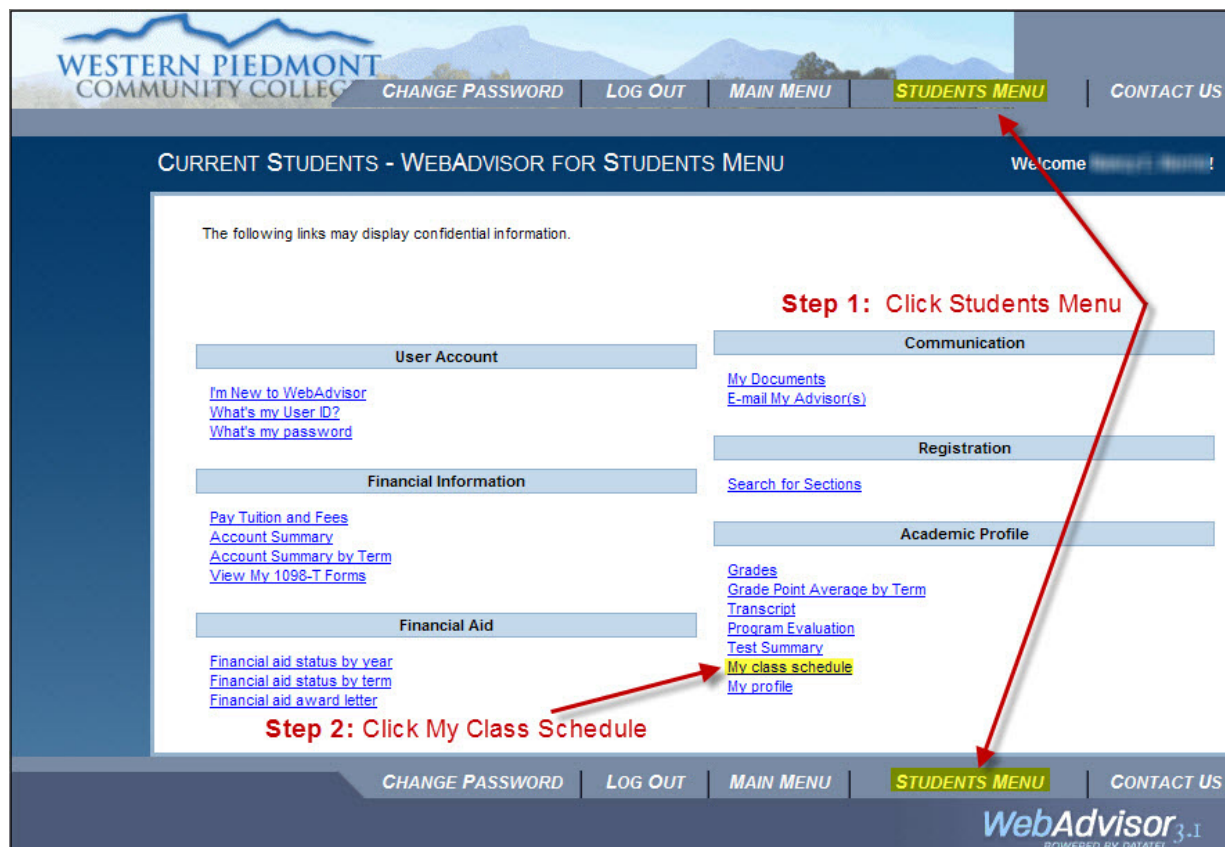 WESTERN PIEDMONT
COMMUNITY COLLEG
CHANGE PASSWORD LOG OUT MAIN MENU STUDENTS MENU CONTACT US
CURRENT STUDENTS - WEBADVISOR FOR STUDENTS MENU
Welcome !
The following links may display confidential information.
Step 1: Click Students Menu
User Account
I'm New to WebAdvisor
What's my User ID?
What's my password
Financial Information
Pay Tuition and Fees
Account Summary
Account Summary by Term
View My 1098-T Forms
Financial Aid
Financial aid status by year
Financial aid status by term
Financial aid award letter
Communication
My Documents
E-mail My Advisor(s)
Registration
Search for Sections
Academic Profile
Grades
Grade Point Average by Term
Transcript
Program Evaluation
Test Summary
My class schedule
My profile
Step 2: Click My Class Schedule
CHANGE PASSWORD LOG OUT MAIN MENU STUDENTS MENU CONTACT US
WebAdvisor 3.1
POWERED BY DATATEL